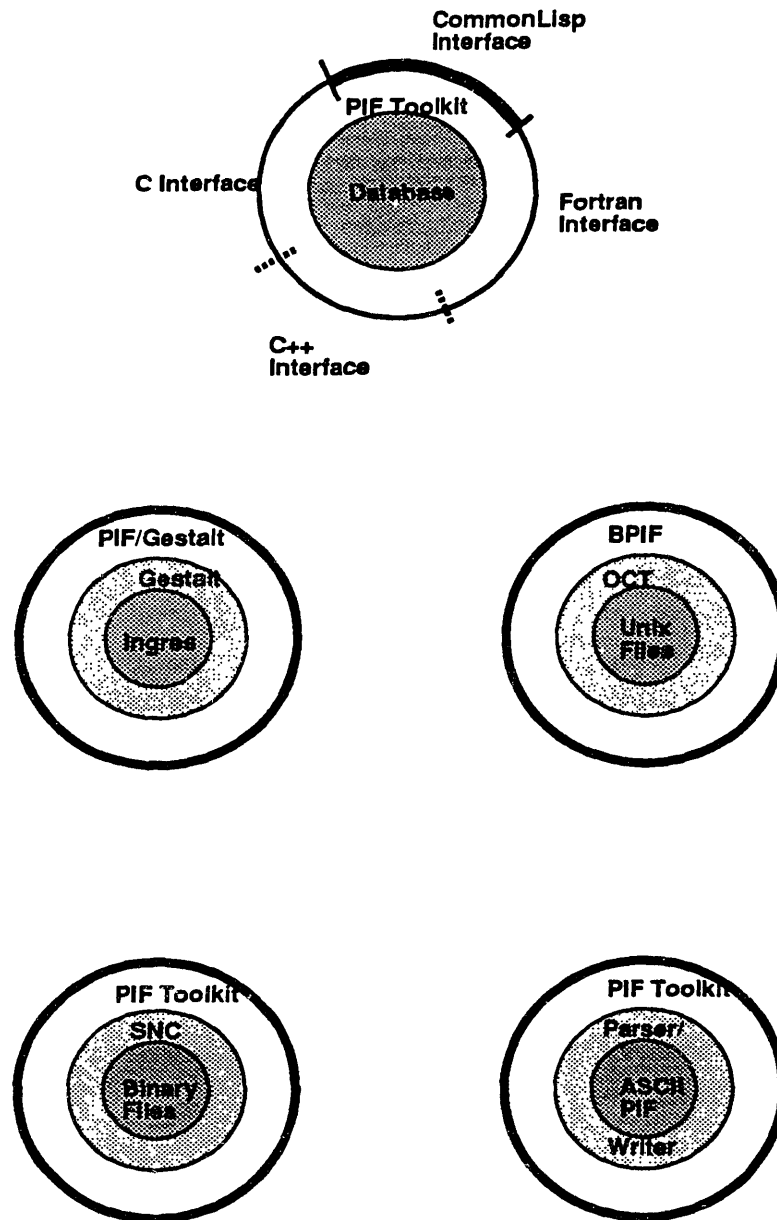 CommonLisp
Interface
PIF Toolkit
C Interface
Database
Fortran
Interface
C++
Interface
PIF/Gestalt
Gestalt
Ingres
BPIF
OCT
Unix
Files
PIF Toolkit
SNC
Binary
Files
PIF Toolkit
Parser/
ASCII
PIF
Writer